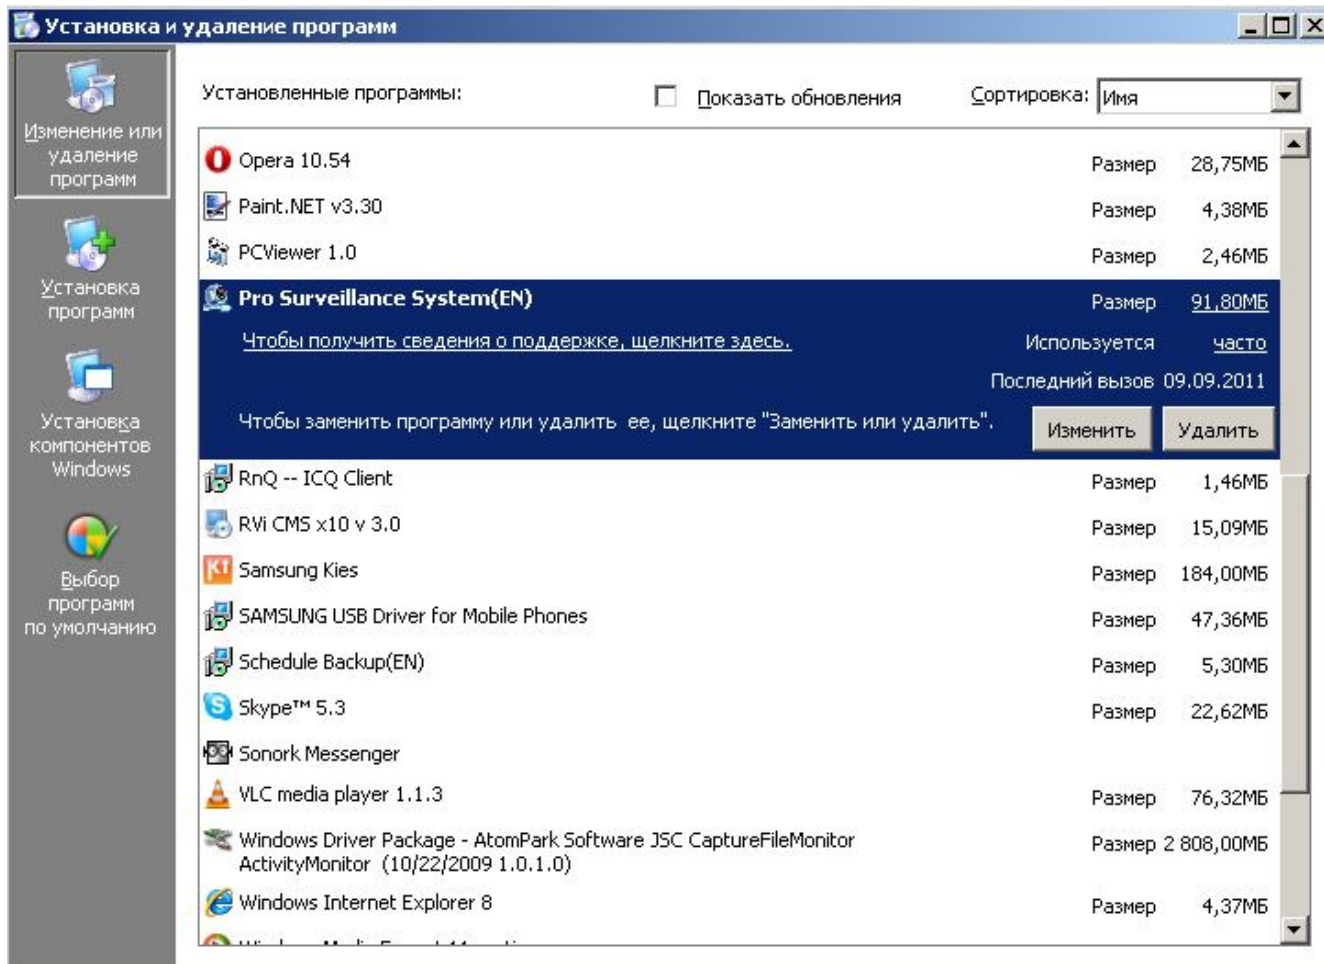 Установка и удаление программ
Изменение или
удаление
программ
Установка
программ
Установка
компонентов
Windows
Выбор
программ
по умолчанию
Установленные программы: Показать обновления Сортировка: Имя
Opera 10.54 Размер 28,75МБ
Paint.NET v3.30 Размер 4,38МБ
PCViewer 1.0 Размер 2,46МБ
Pro Surveillance System(EN) Размер 91,80МБ
Чтобы получить сведения о поддержке, щелкните здесь. Используется часто
Последний вызов 09.09.2011
Чтобы заменить программу или удалить ее, щелкните "Заменить или удалить". Изменить Удалить
RnQ -- ICQ Client Размер 1,46МБ
RVi CMS x10 v 3.0 Размер 15,09МБ
Samsung Kies Размер 184,00МБ
SAMSUNG USB Driver for Mobile Phones Размер 47,36МБ
Schedule Backup(EN) Размер 5,30МБ
Skype™ 5.3 Размер 22,62МБ
Sonork Messenger
VLC media player 1.1.3 Размер 76,32МБ
Windows Driver Package - AtomPark Software JSC CaptureFileMonitor Размер 2 808,00МБ
ActivityMonitor (10/22/2009 1.0.1.0)
Windows Internet Explorer 8 Размер 4,37МБ